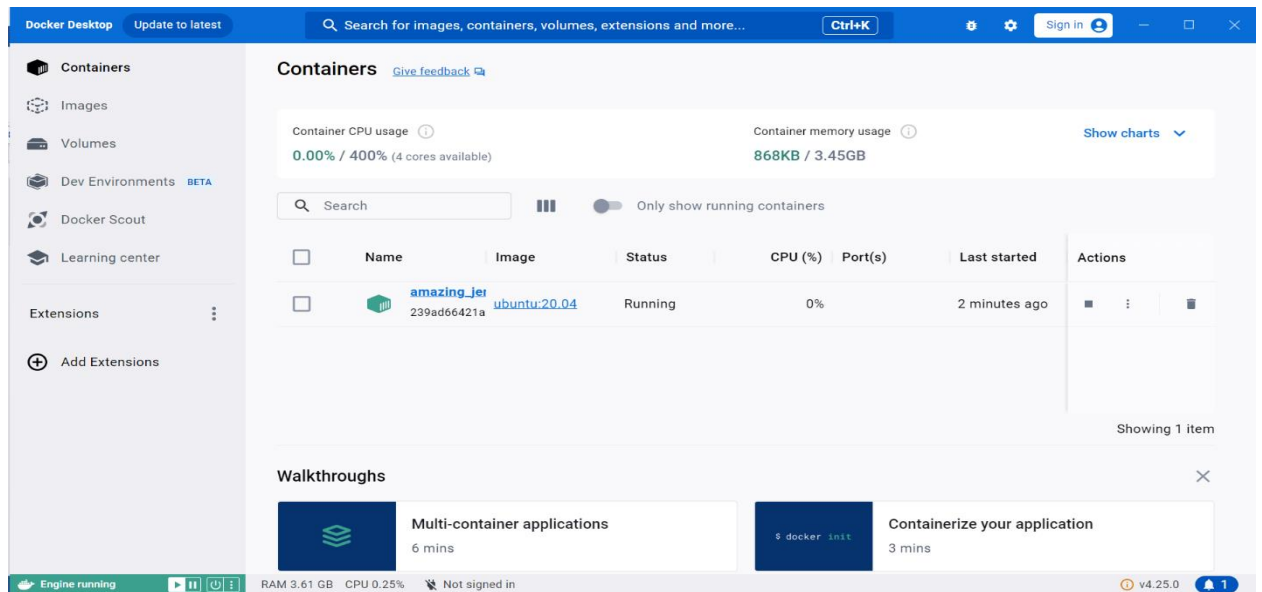 Docker Desktop Update to latest Search for images, containers, volumes, extensions and more... Ctrl+K Sign in
Containers
Images
Volumes
Dev Environments BETA
Docker Scout
Learning center
Extensions
Add Extensions
Containers Give feedback
Container CPU usage
0.00% / 400% (4 cores available)
Container memory usage
868KB / 3.45GB
Show charts
Search
Only show running containers
Name Image Status CPU (%) Port(s) Last started Actions
amazing_jer
239ad66421a
ubuntu:20.04 Running 0% 2 minutes ago
Showing 1 item
Walkthroughs
Multi-container applications
6 mins
$ docker init
Containerize your application
3 mins
Engine running RAM 3.61 GB CPU 0.25% Not signed in v4.25.0 1